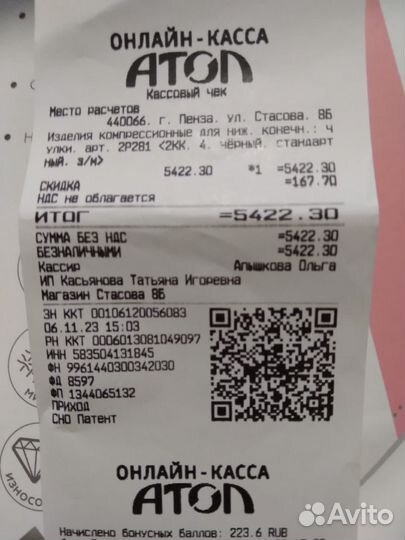 ОНЛАЙН-КАССА
АТОЛ
Кассовый чек
Место расчетов
440066, г. Пенза, ул. Стасова, 8Б
Изделия компрессионные для ниж. конечн.: ч
улки, арт. 2Р2В1 <2КК, 4, чёрный, стандарт
ный, з/м>
5422.30 *1 =5422.30
СКИДКА =167.70
НДС не облагается
ИТОГ =5422.30
СУММА БЕЗ НДС =5422.30
БЕЗНАЛИЧНЫМИ =5422.30
Кассир Алышкова Ольга
ИП Касьянова Татьяна Игоревна
Магазин Стасова 8Б
ЗН ККТ 00106120056083
06.11.23 15:03
РН ККТ 0006013081049097
ИНН 583504131845
ФН 9961440300342030
ФД 8597
ФП 1344065132
ПРИХОД
СНО Патент
ИЗНОСО
ОНЛАЙН-КАССА
АТОЛ
Начислено бонусных баллов: 223.6 RUB
Avito